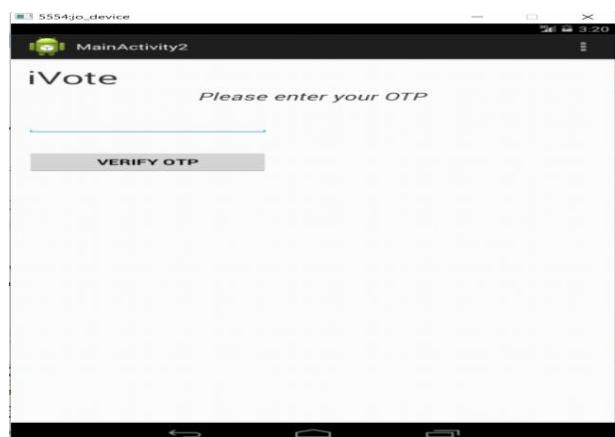 5554:jo_device
3:20
MainActivity2
iVote
Please enter your OTP
VERIFY OTP